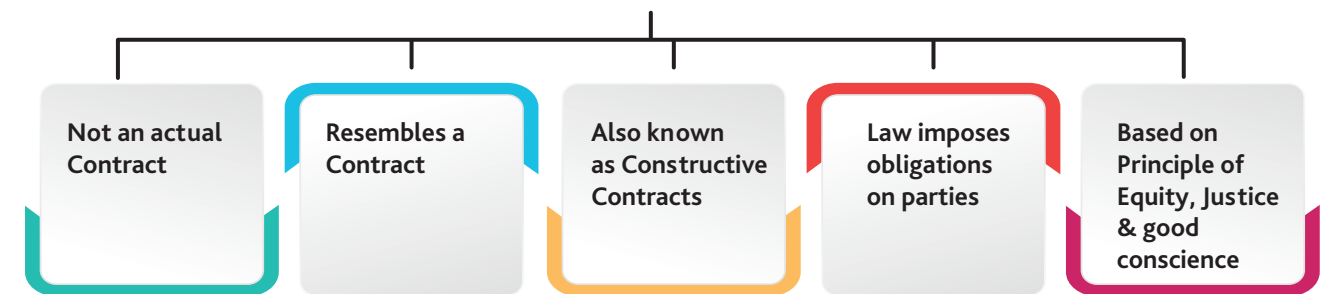 Not an actual
Contract
Resembles a
Contract
Also known
as Constructive
Contracts
Law imposes
obligations
on parties
Based on
Principle of
Equity, Justice
& good
conscience